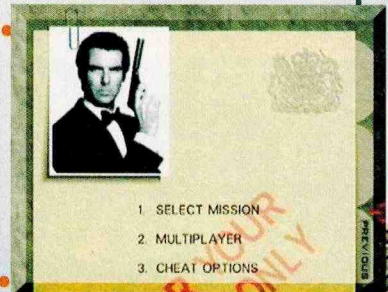 1. SELECT MISSION
2. MULTIPLAYER
3. CHEAT OPTIONS
PREVIOUS
YOUR
ONLY